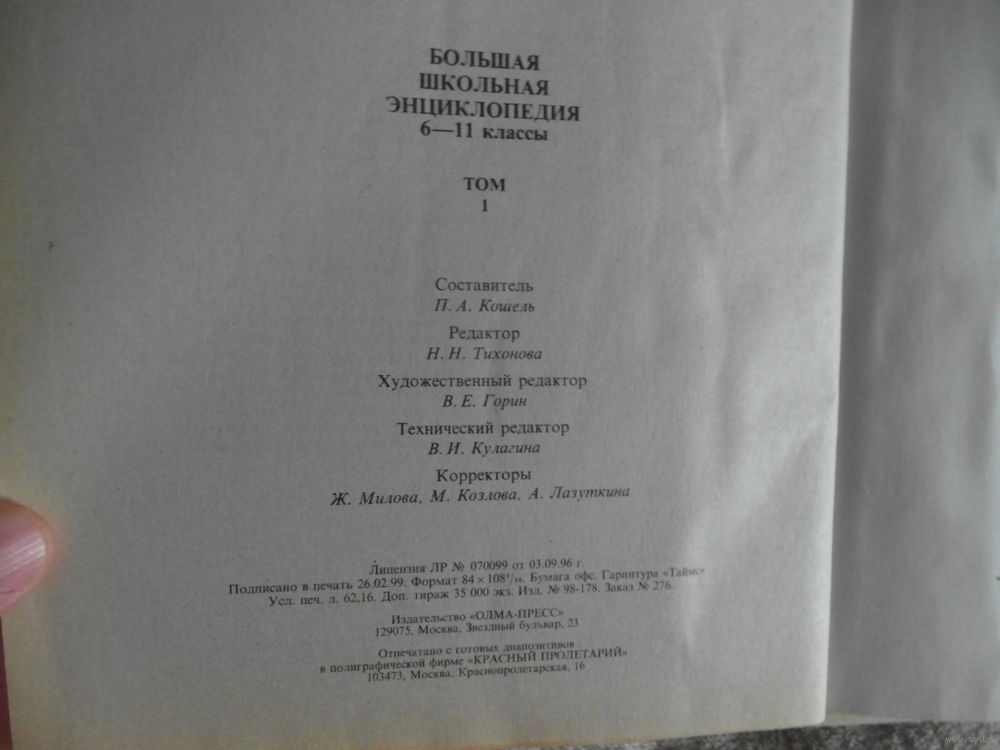 БОЛЬШАЯ
ШКОЛЬНАЯ
ЭНЦИКЛОПЕДИЯ
6—11 классы
ТОМ
1
Составитель
П. А. Кошель
Редактор
Н. Н. Тихонова
Художественный редактор
В. Е. Горин
Технический редактор
В. И. Кулагина
Корректоры
Ж. Милова, М. Козлова, А. Лазуткина
Лицензия ЛР № 070099 от 03.09.96 г.
Подписано в печать 26.02.99. Формат 84 × 108¹/₁₆. Бумага офс. Гарнитура «Таймс»
Усл. печ. л. 62,16. Доп. тираж 35 000 экз. Изд. № 98-178. Заказ № 276.
Издательство «ОЛМА-ПРЕСС»
129075, Москва, Звездный бульвар, 23
Отпечатано с готовых диапозитивов
в полиграфической фирме «КРАСНЫЙ ПРОЛЕТАРИЙ»
103473, Москва, Краснопролетарская, 16